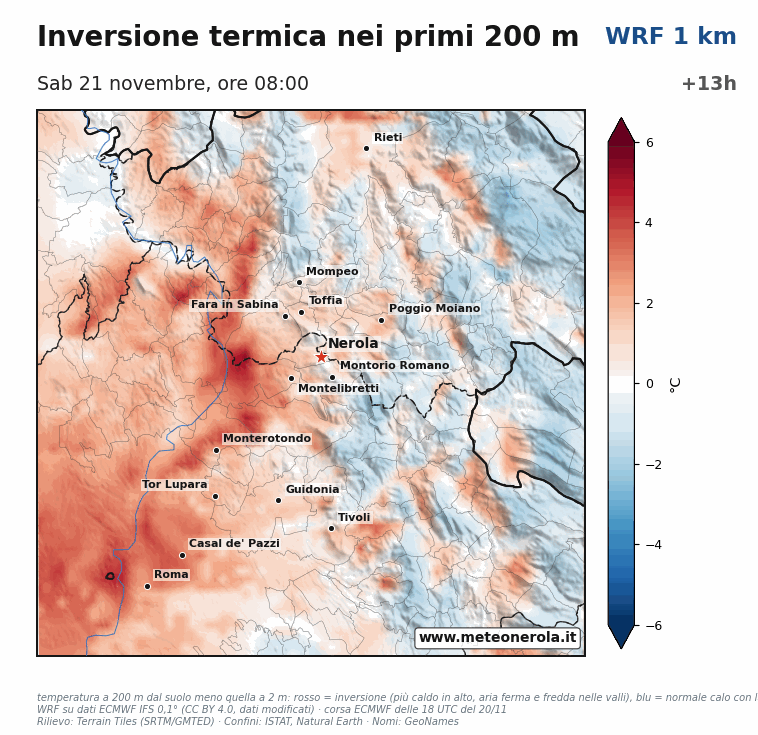 Inversione termica nei primi 200 m WRF 1 km
Sab 21 novembre, ore 08:00 +13h
Rieti
Mompeo
Fara in Sabina
Toffia
Poggio Moiano
Nerola
Montorio Romano
Montelibretti
Monterotondo
Tor Lupara
Guidonia
Tivoli
Casal de' Pazzi
Roma
www.meteonerola.it
6
4
2
0
−2
−4
−6
°C
temperatura a 200 m dal suolo meno quella a 2 m: rosso = inversione (più caldo in alto, aria ferma e fredda nelle valli), blu = normale calo con l
WRF su dati ECMWF IFS 0,1° (CC BY 4.0, dati modificati) · corsa ECMWF delle 18 UTC del 20/11
Rilievo: Terrain Tiles (SRTM/GMTED) · Confini: ISTAT, Natural Earth · Nomi: GeoNames